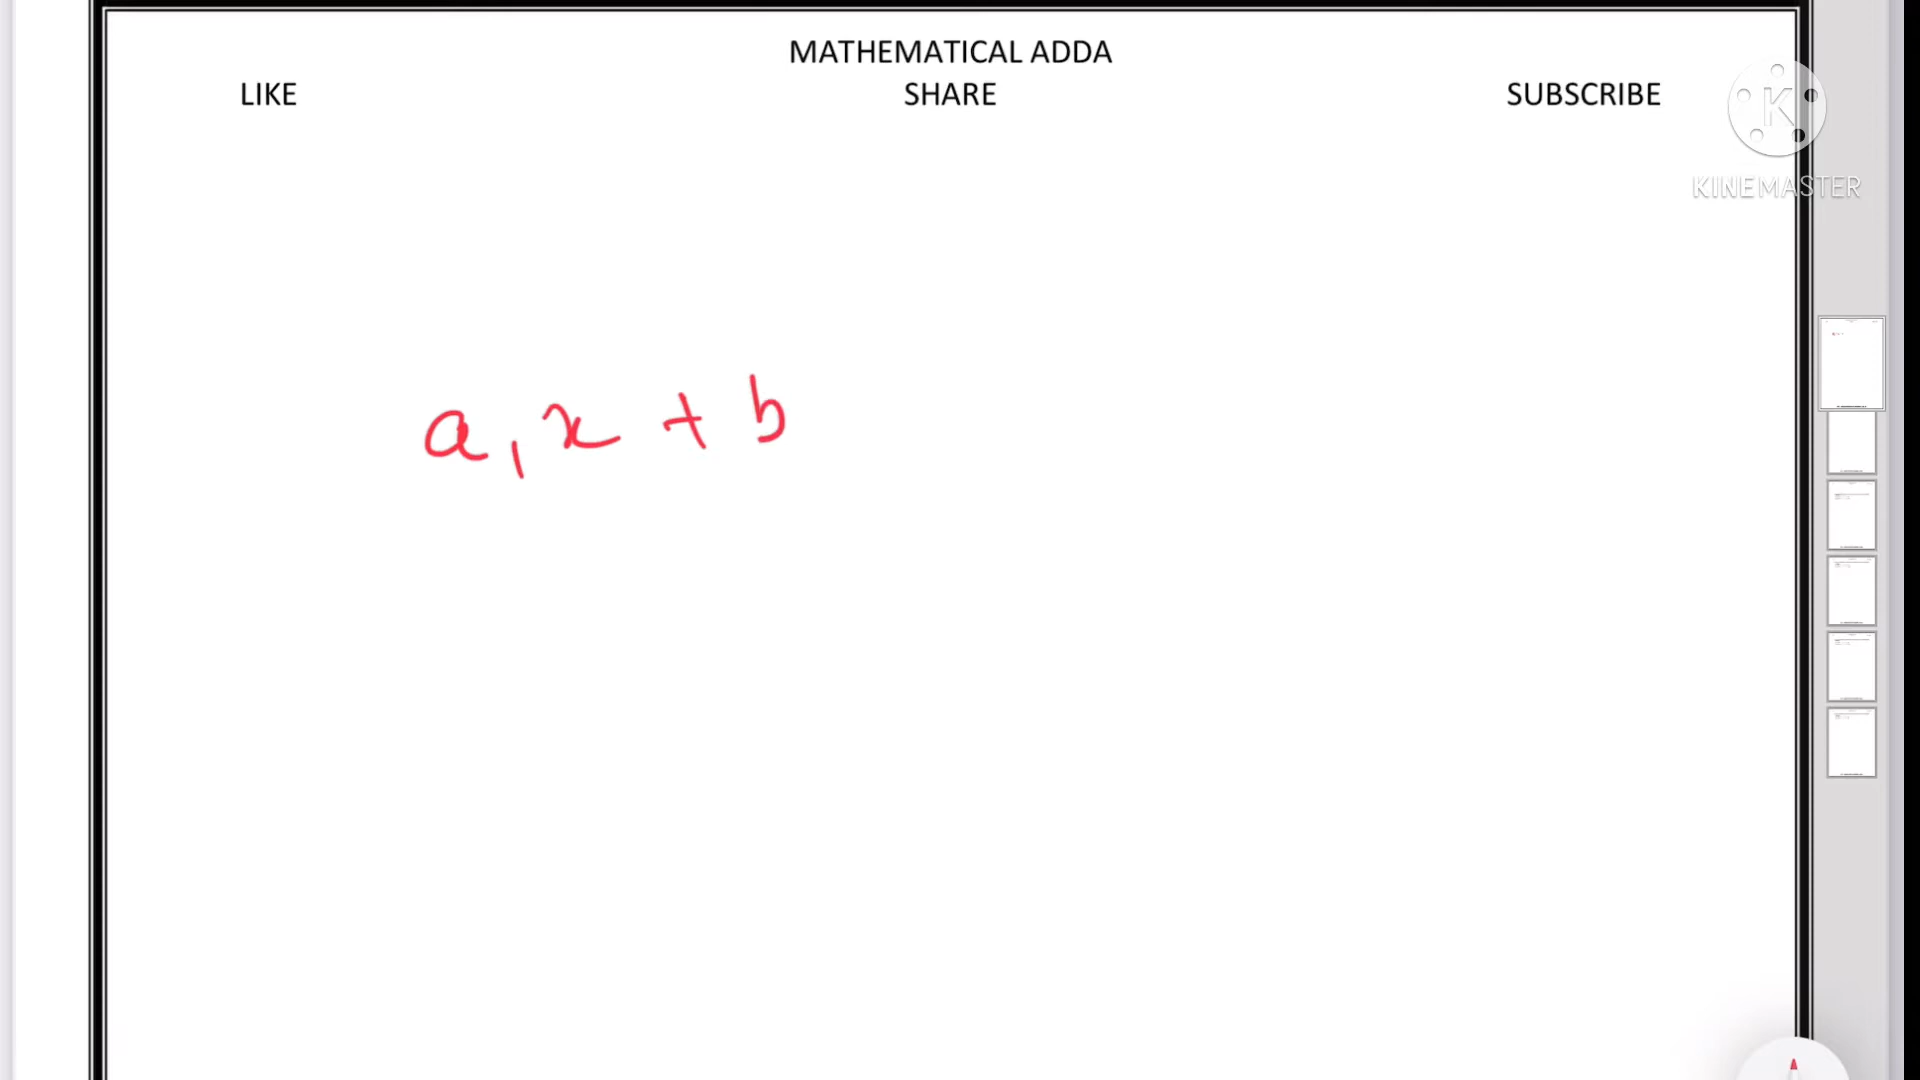 MATHEMATICAL ADDA
LIKE SHARE SUBSCRIBE
K
KINEMASTER
a₁x + b